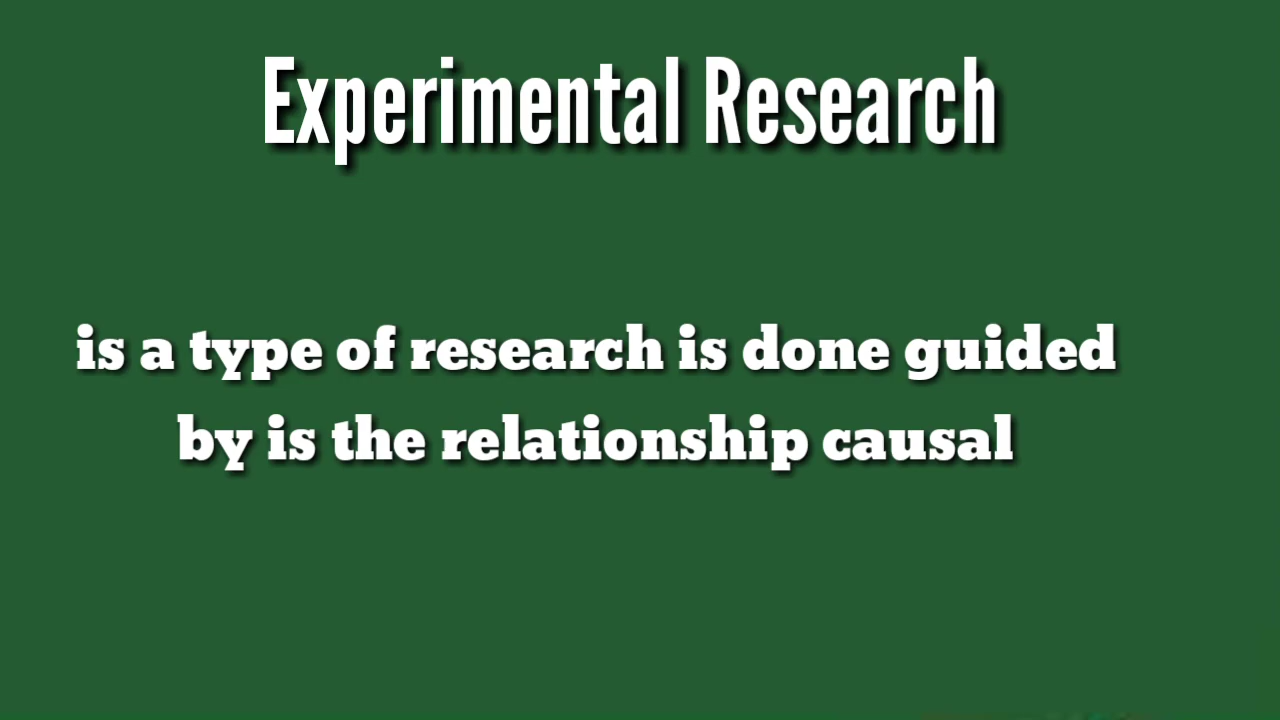 Experimental Research
is a type of research is done guided
by is the relationship causal